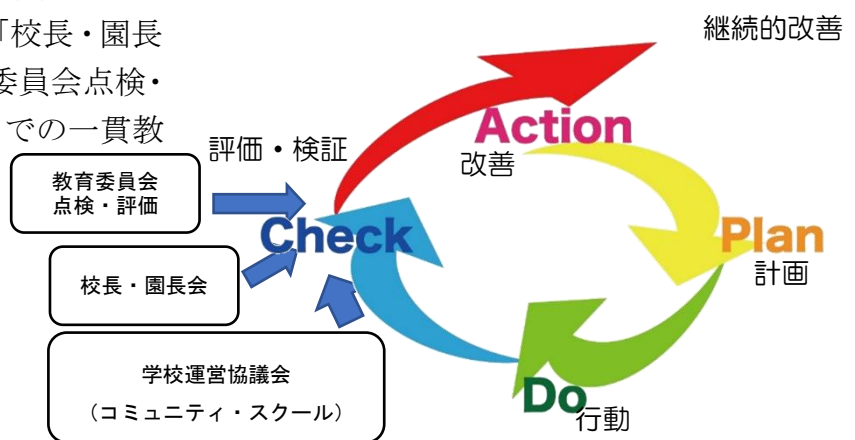 「校長・園長
委員会点検・
での一貫教
継続的改善
Action
改善
評価・検証
教育委員会
点検・評価
Check
Plan
計画
校長・園長会
学校運営協議会
（コミュニティ・スクール）
Do
行動